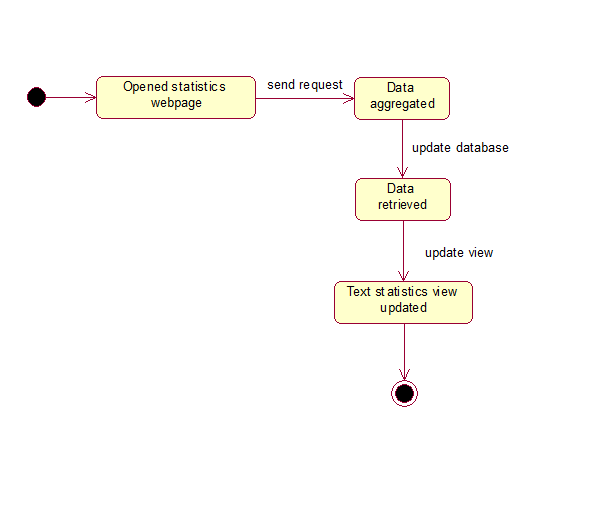 Opened statistics
webpage
send request
Data
aggregated
update database
Data
retrieved
update view
Text statistics view
updated